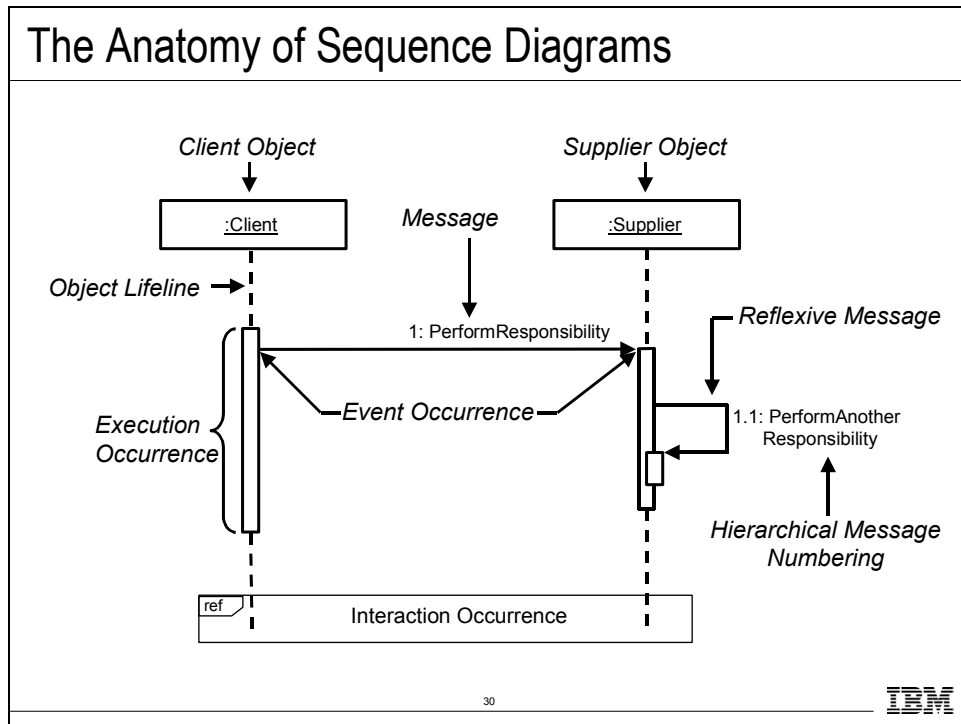 The Anatomy of Sequence Diagrams
Client Object
Supplier Object
:Client
Message
:Supplier
Object Lifeline
Reflexive Message
1: PerformResponsibility
Event Occurrence
1.1: PerformAnother
Responsibility
Execution
Occurrence
Hierarchical Message
Numbering
ref
Interaction Occurrence
30
IBM